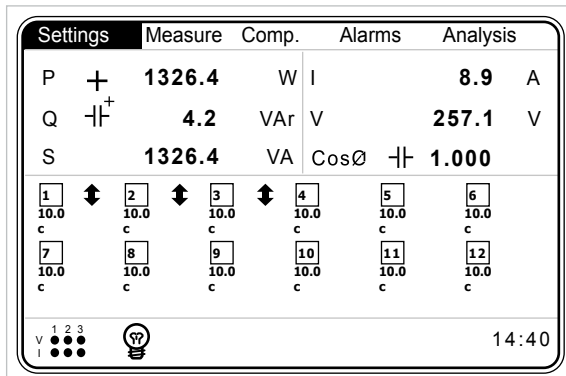 Settings Measure Comp. Alarms Analysis
P + 1326.4 W I 8.9 A
Q + 4.2 VAr V 257.1 V
S 1326.4 VA CosØ 1.000
1 2 3 4 5 6
10.0 10.0 10.0 10.0 10.0 10.0
c c c c c c
7 8 9 10 11 12
10.0 10.0 10.0 10.0 10.0 10.0
c c c c c c
1 2 3
V
I
14:40